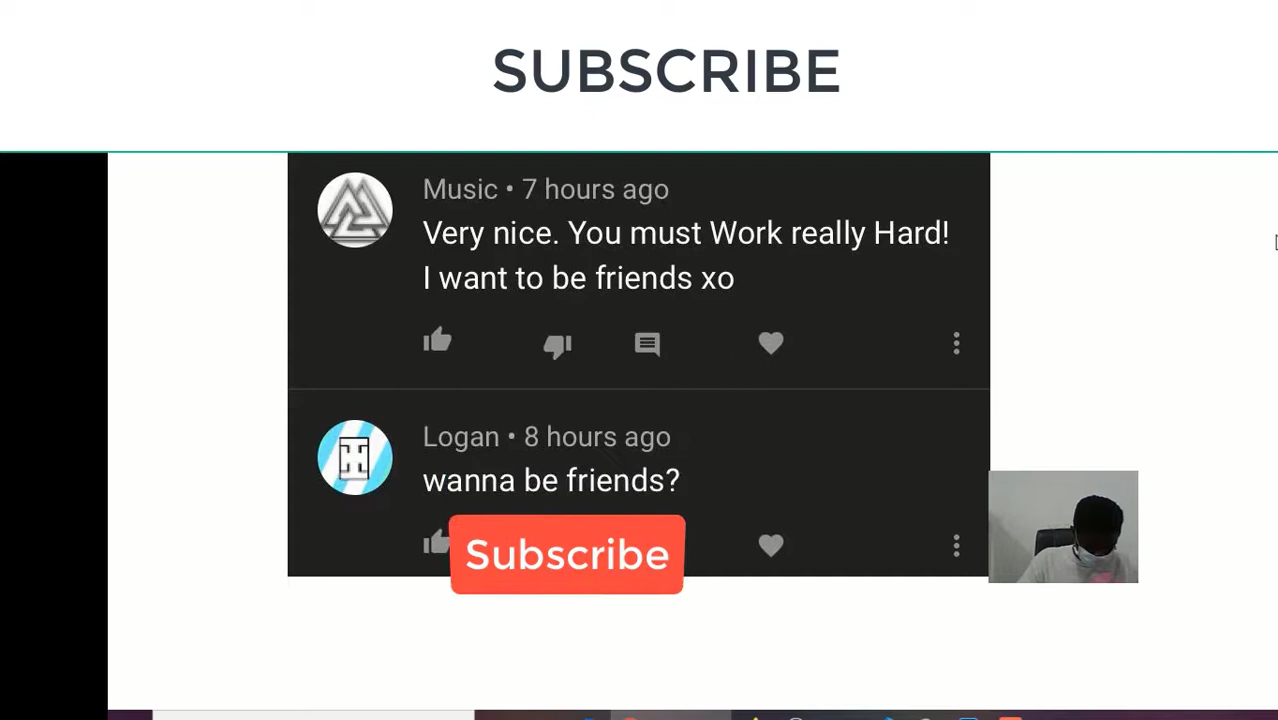 SUBSCRIBE
Music • 7 hours ago
Very nice. You must Work really Hard!
I want to be friends xo
Logan • 8 hours ago
wanna be friends?
Subscribe